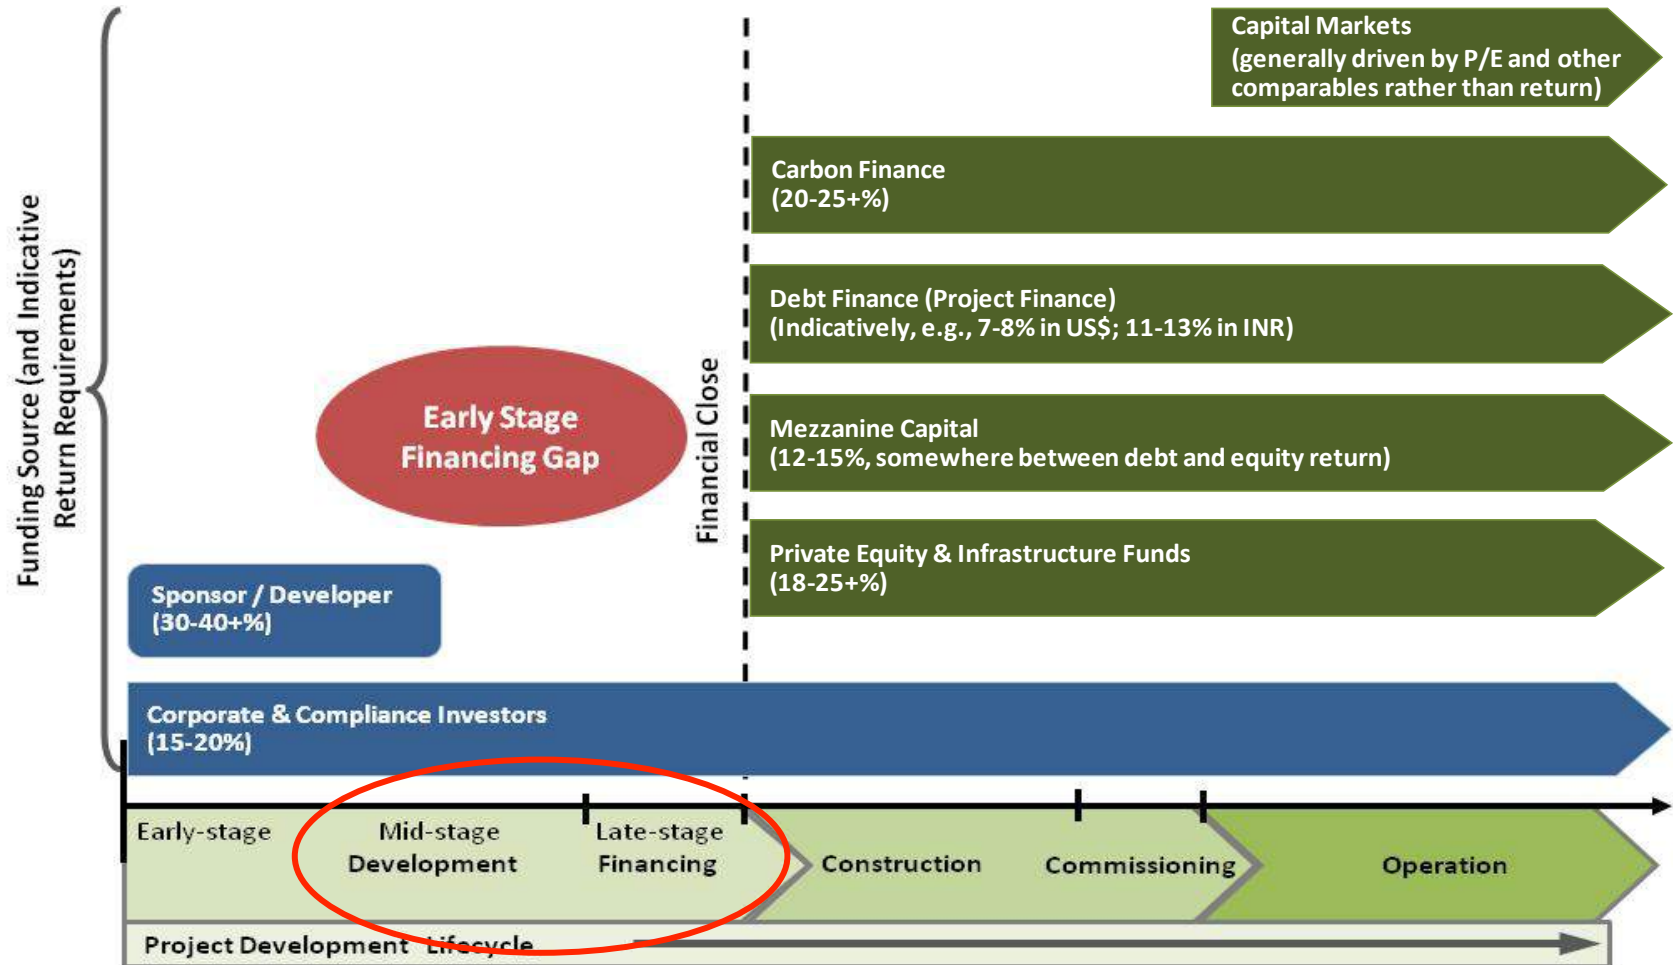 Funding Source (and Indicative
Return Requirements)
Capital Markets
(generally driven by P/E and other
comparables rather than return)
Carbon Finance
(20-25+%)
Debt Finance (Project Finance)
(Indicatively, e.g., 7-8% in US$; 11-13% in INR)
Early Stage
Financing Gap
Financial Close
Mezzanine Capital
(12-15%, somewhere between debt and equity return)
Private Equity & Infrastructure Funds
(18-25+%)
Sponsor / Developer
(30-40+%)
Corporate & Compliance Investors
(15-20%)
Early-stage
Mid-stage
Development
Late-stage
Financing
Construction
Commissioning
Operation
Project Development Lifecycle